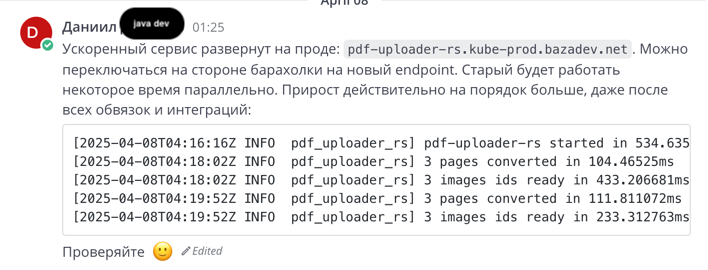 April 08
Даниил java dev 01:25
Ускоренный сервис развернут на проде: pdf-uploader-rs.kube-prod.bazadev.net. Можно
переключаться на стороне барахолки на новый endpoint. Старый будет работать
некоторое время параллельно. Прирост действительно на порядок больше, даже после
всех обвязок и интеграций:
[2025-04-08T04:16:16Z INFO  pdf_uploader_rs] pdf-uploader-rs started in 534.635
[2025-04-08T04:18:02Z INFO  pdf_uploader_rs] 3 pages converted in 104.46525ms
[2025-04-08T04:18:02Z INFO  pdf_uploader_rs] 3 images ids ready in 433.206681ms
[2025-04-08T04:19:52Z INFO  pdf_uploader_rs] 3 pages converted in 111.811072ms
[2025-04-08T04:19:52Z INFO  pdf_uploader_rs] 3 images ids ready in 233.312763ms
Проверяйте 🙂 Edited